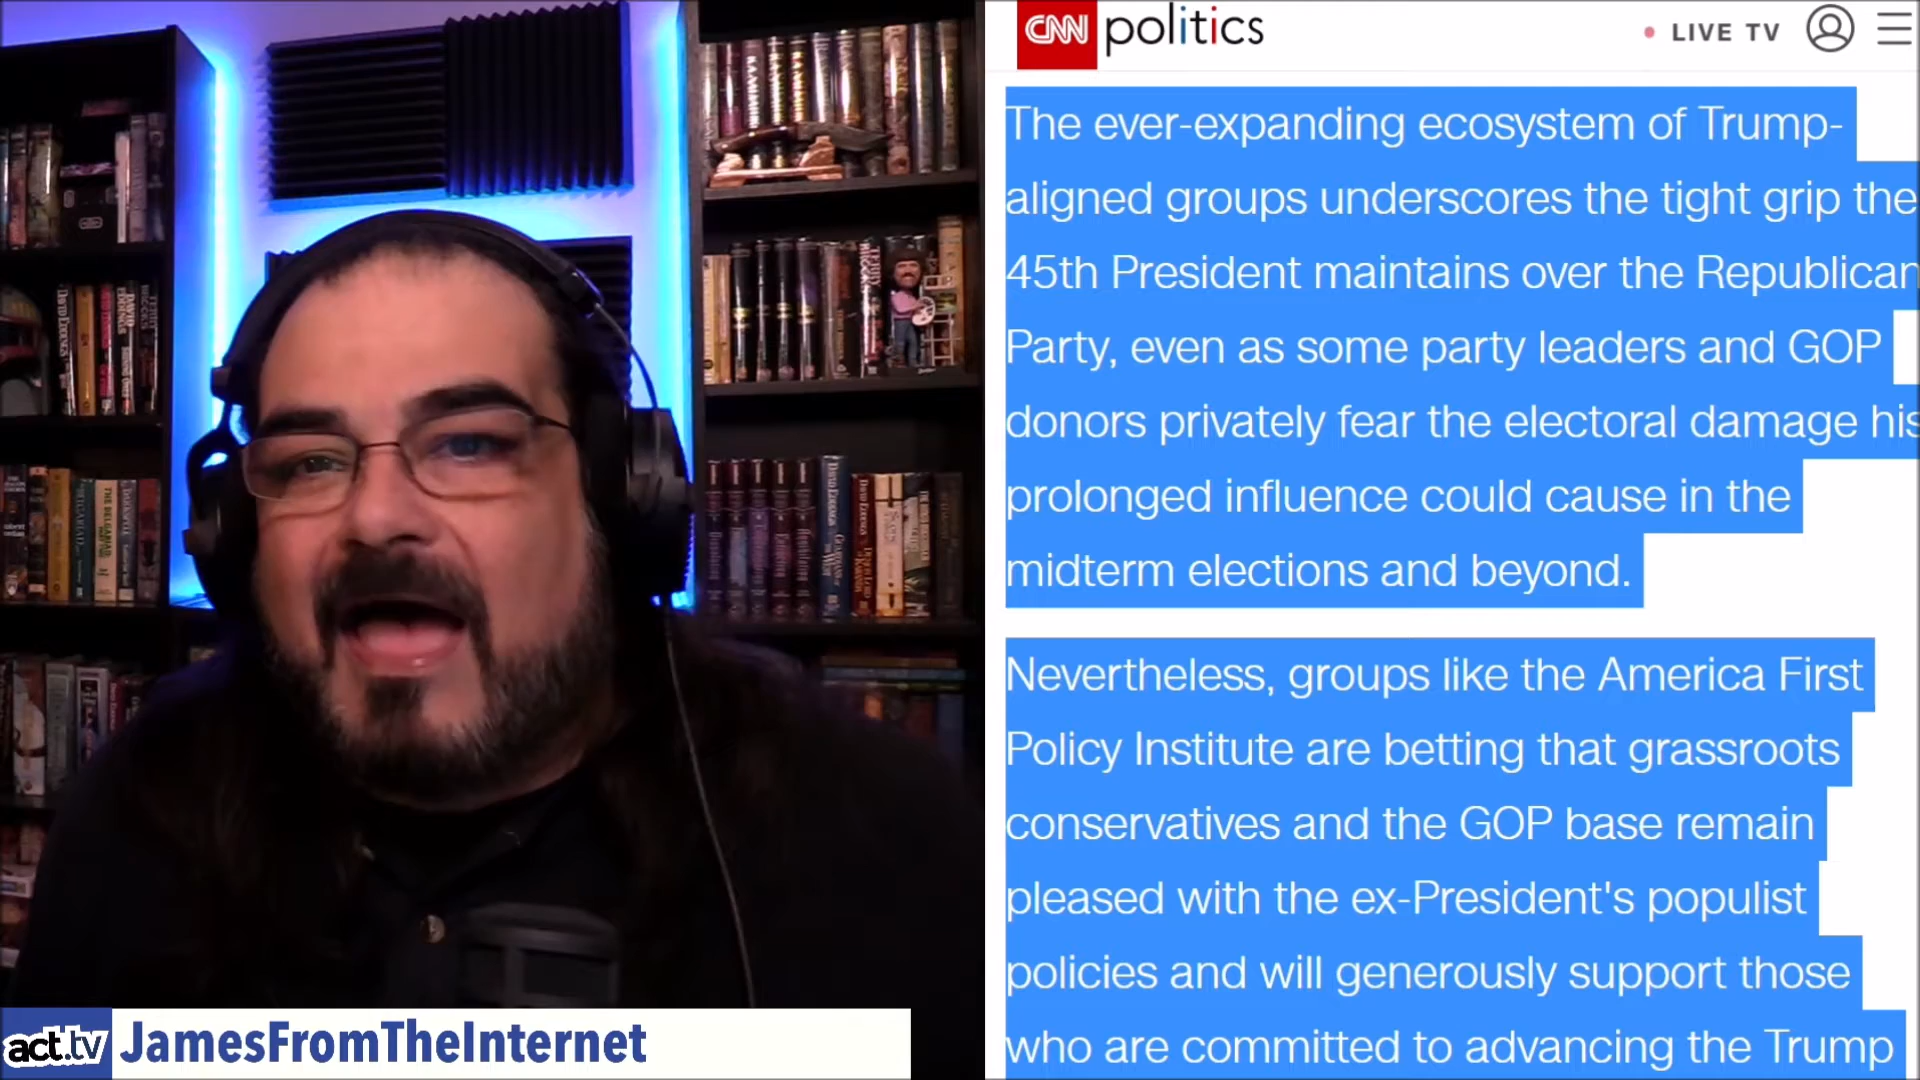 CNN politics
LIVE TV
The ever-expanding ecosystem of Trump-
aligned groups underscores the tight grip the
45th President maintains over the Republican
Party, even as some party leaders and GOP
donors privately fear the electoral damage his
prolonged influence could cause in the
midterm elections and beyond.
Nevertheless, groups like the America First
Policy Institute are betting that grassroots
conservatives and the GOP base remain
pleased with the ex-President's populist
policies and will generously support those
who are committed to advancing the Trump
DAVID EDDINGS
THE BELGARIAD
act.tv JamesFromTheInternet